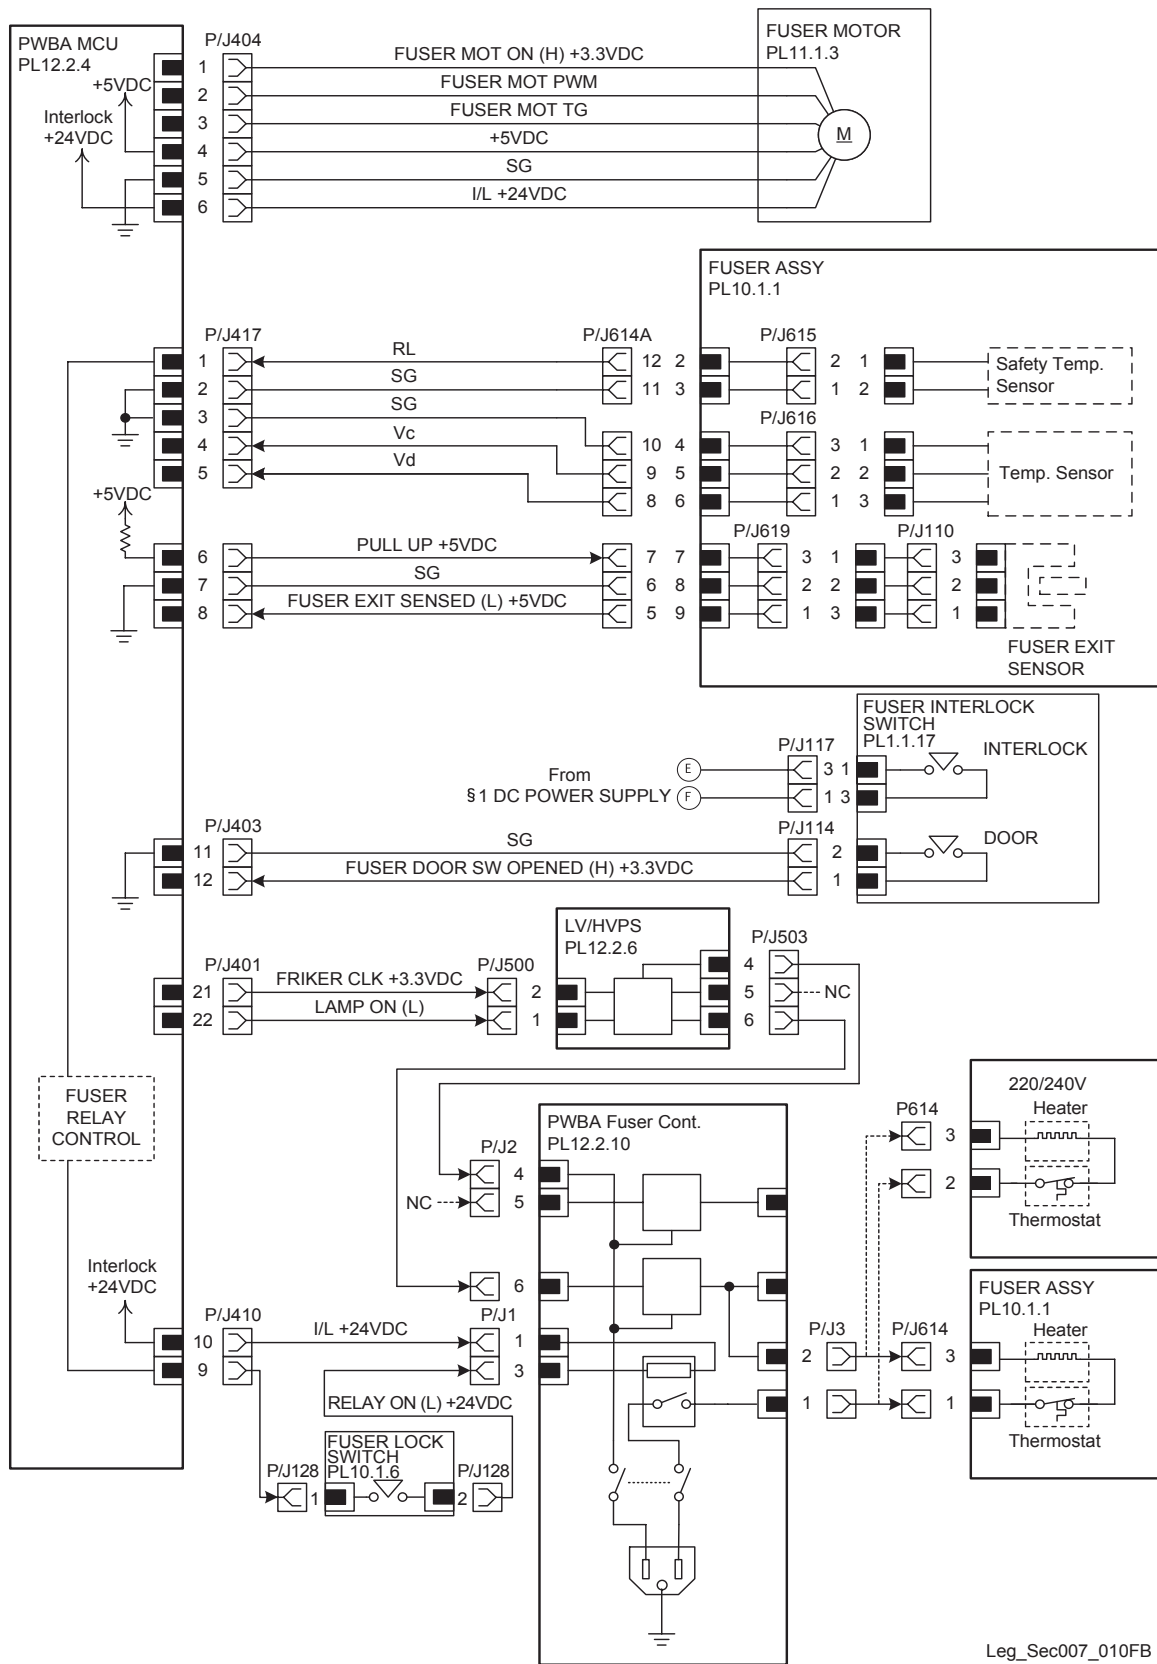 PWBA MCU
PL12.2.4
P/J404
FUSER MOTOR
PL11.1.3
+5VDC
Interlock
+24VDC
1 FUSER MOT ON (H) +3.3VDC
2 FUSER MOT PWM
3 FUSER MOT TG
4 +5VDC
5 SG
6 I/L +24VDC
M
FUSER ASSY
PL10.1.1
P/J417 P/J614A P/J615
1 RL 12 2 2 1
2 SG 11 3 1 2
Safety Temp.
Sensor
P/J616
3 SG 10 4 3 1
4 Vc 9 5 2 2
5 Vd 8 6 1 3
Temp. Sensor
+5VDC
P/J619 P/J110
6 PULL UP +5VDC 7 7 3 1 3
7 SG 6 8 2 2 2
8 FUSER EXIT SENSED (L) +5VDC 5 9 1 3 1
FUSER EXIT
SENSOR
FUSER INTERLOCK
SWITCH
PL1.1.17
INTERLOCK
P/J117
From
§1 DC POWER SUPPLY
E 3 1
F 1 3
P/J403 P/J114
DOOR
11 SG 2
12 FUSER DOOR SW OPENED (H) +3.3VDC 1
LV/HVPS
PL12.2.6
P/J401 P/J500 P/J503
21 FRIKER CLK +3.3VDC 2
22 LAMP ON (L) 1
4
5 NC
6
FUSER
RELAY
CONTROL
PWBA Fuser Cont.
PL12.2.10
P/J2
4
NC 5
6
220/240V
Heater
P614
3
2
Thermostat
Interlock
+24VDC
P/J410 P/J1
10 I/L +24VDC 1
9 3
RELAY ON (L) +24VDC
P/J3 P/J614
2 3
1 1
FUSER ASSY
PL10.1.1
Heater
Thermostat
FUSER LOCK
SWITCH
PL10.1.6
P/J128 1 2 P/J128
Leg_Sec007_010FB